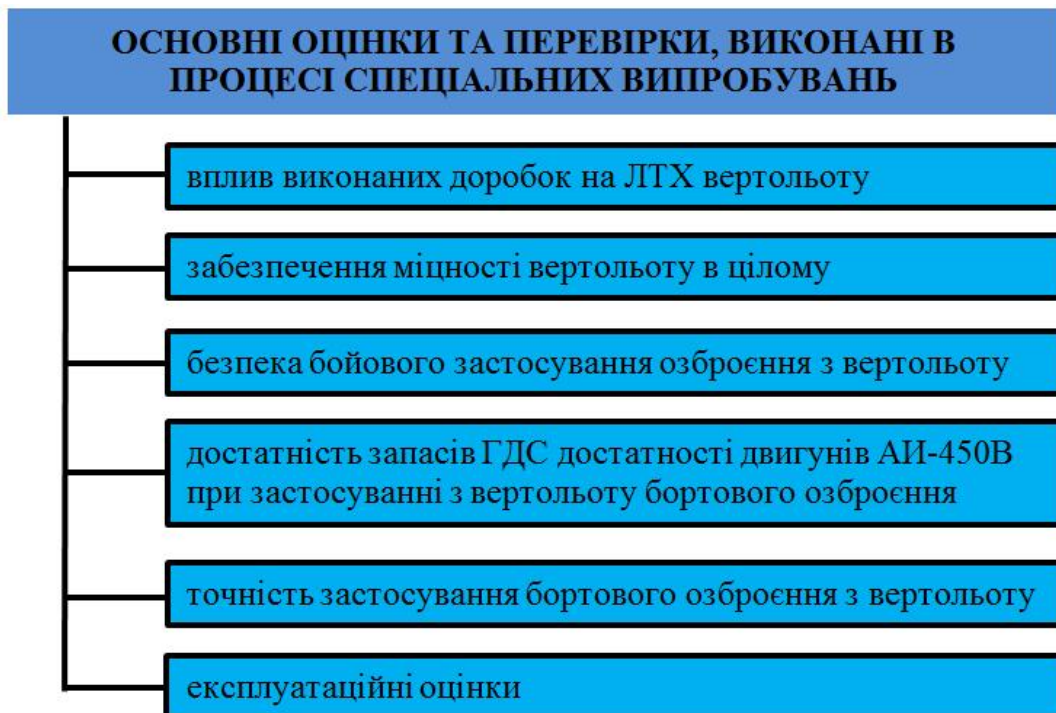 ОСНОВНІ ОЦІНКИ ТА ПЕРЕВІРКИ, ВИКОНАНІ В
ПРОЦЕСІ СПЕЦІАЛЬНИХ ВИПРОБУВАНЬ
вплив виконаних доробок на ЛТХ вертольоту
забезпечення міцності вертольоту в цілому
безпека бойового застосування озброєння з вертольоту
достатність запасів ГДС достатності двигунів АИ-450В
при застосуванні з вертольоту бортового озброєння
точність застосування бортового озброєння з вертольоту
експлуатаційні оцінки